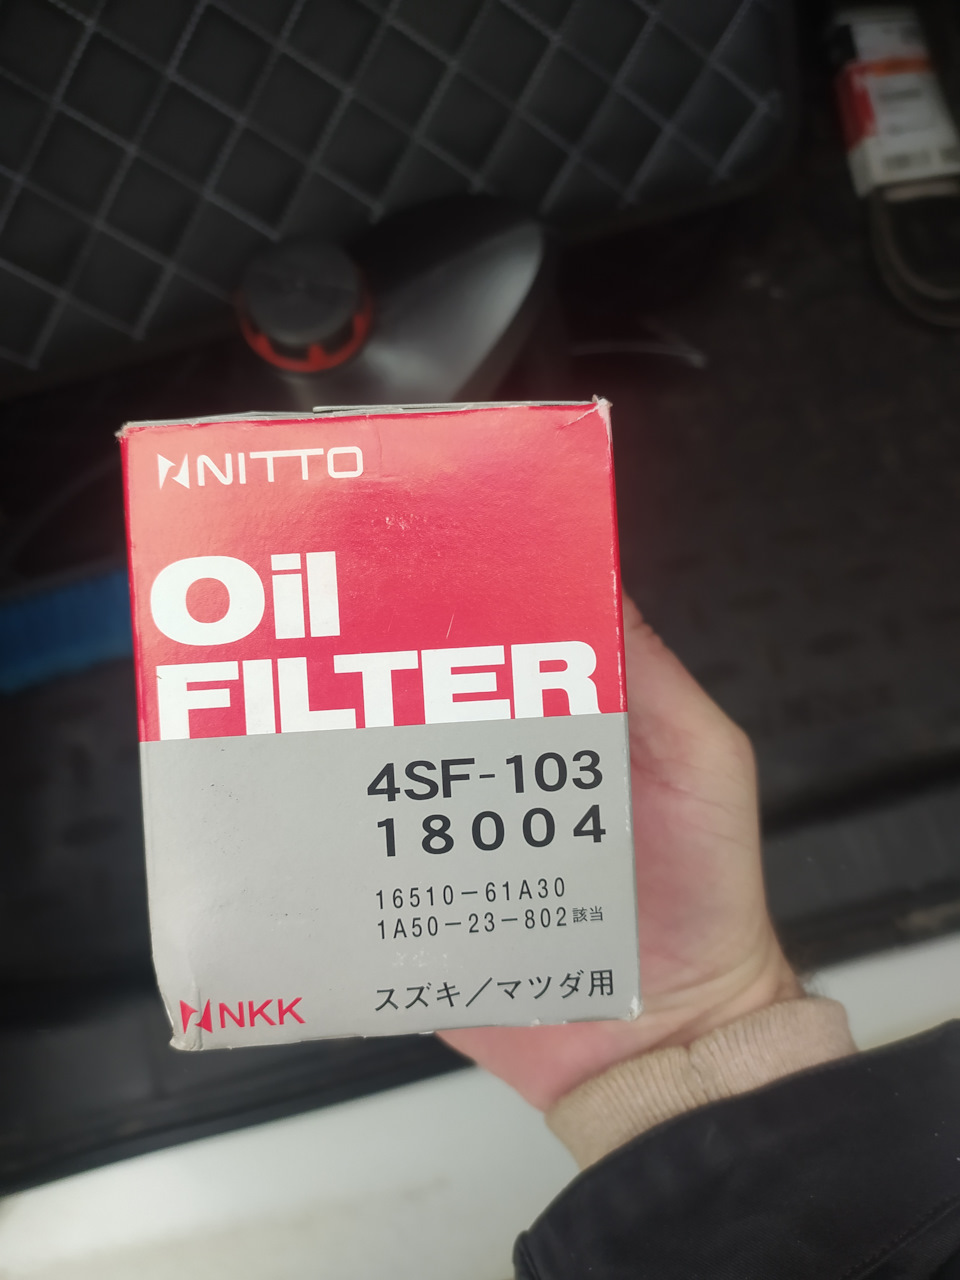 NITTO
Oil
FILTER
4SF-103
18004
16510-61A30
1A50-23-802該当
NKK
スズキ/マツダ用